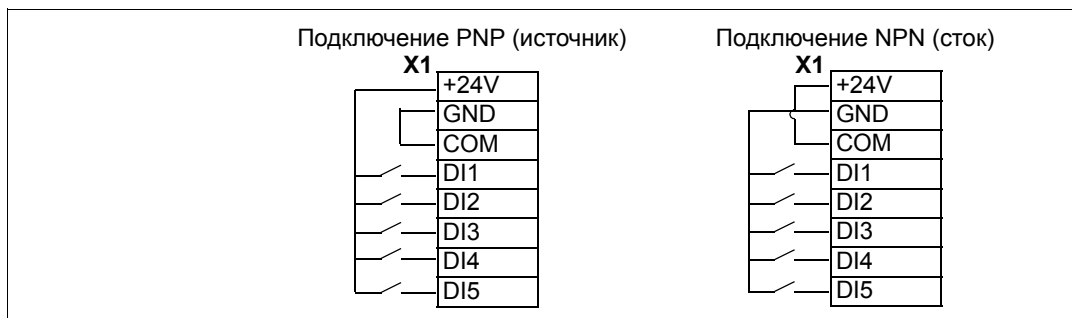 Подключение PNP (источник)
X1
+24V
GND
COM
DI1
DI2
DI3
DI4
DI5
Подключение NPN (сток)
X1
+24V
GND
COM
DI1
DI2
DI3
DI4
DI5